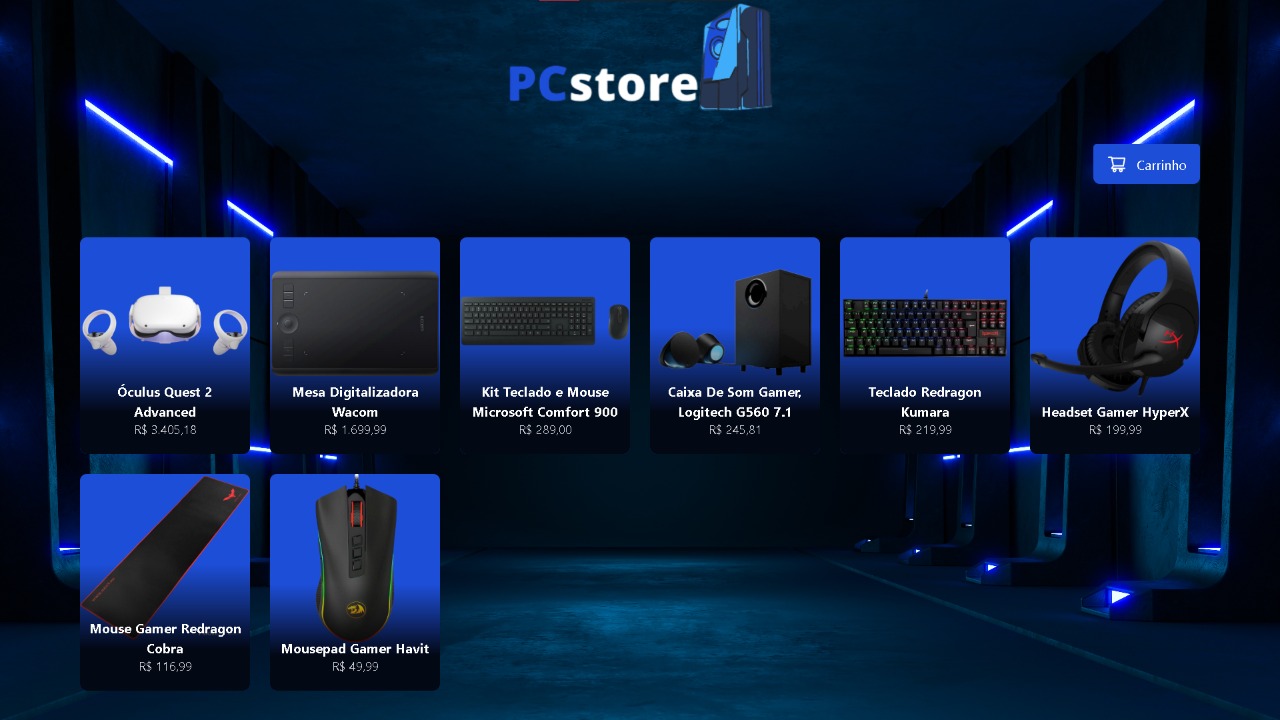 PCstore
Carrinho
Óculus Quest 2
Advanced
R$ 3.405,18
Mesa Digitalizadora
Wacom
R$ 1.699,99
Kit Teclado e Mouse
Microsoft Comfort 900
R$ 289,00
Caixa De Som Gamer,
Logitech G560 7.1
R$ 245,81
Teclado Redragon
Kumara
R$ 219,99
Headset Gamer HyperX
R$ 199,99
Mouse Gamer Redragon
Cobra
R$ 116,99
Mousepad Gamer Havit
R$ 49,99